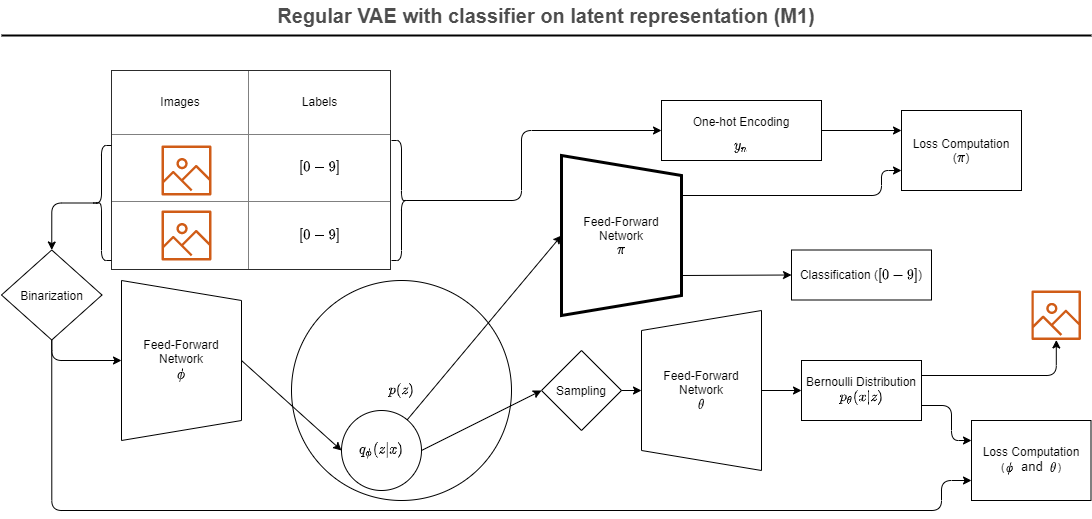 Regular VAE with classifier on latent representation (M1)
Images
Labels
[0 − 9]
[0 − 9]
One-hot Encoding
yₙ
Loss Computation
(π)
Feed-Forward
Network
π
Classification ([0 − 9])
Binarization
Feed-Forward
Network
ϕ
p(z)
qᵩ(z|x)
Sampling
Feed-Forward
Network
θ
Bernoulli Distribution
p_θ(x|z)
Loss Computation
(ϕ and θ)